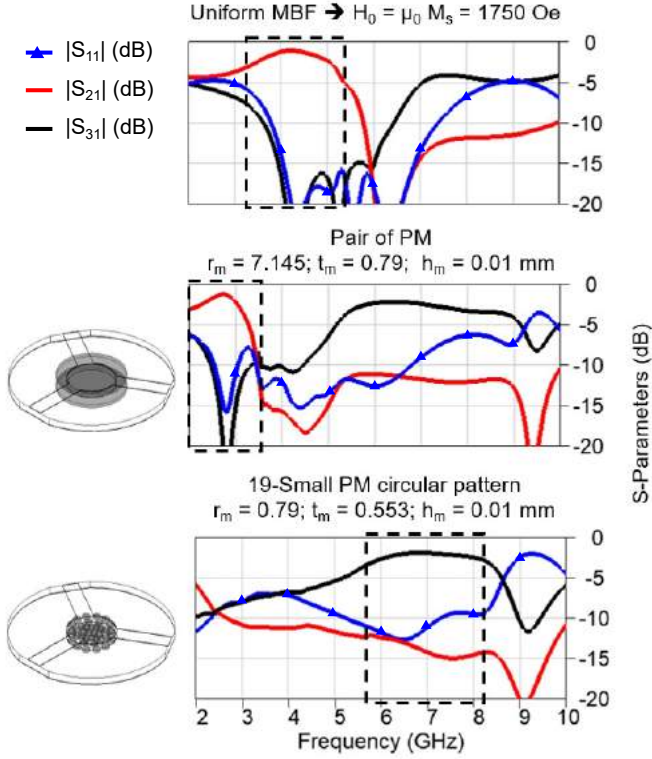 Uniform MBF ➔ H₀ = μ₀ Mₛ = 1750 Oe
|S₁₁| (dB)
|S₂₁| (dB)
|S₃₁| (dB)
0
-5
-10
-15
-20
Pair of PM
rₘ = 7.145; tₘ = 0.79; hₘ = 0.01 mm
0
-5
-10
-15
-20
S-Parameters (dB)
19-Small PM circular pattern
rₘ = 0.79; tₘ = 0.553; hₘ = 0.01 mm
0
-5
-10
-15
-20
2 3 4 5 6 7 8 9 10
Frequency (GHz)